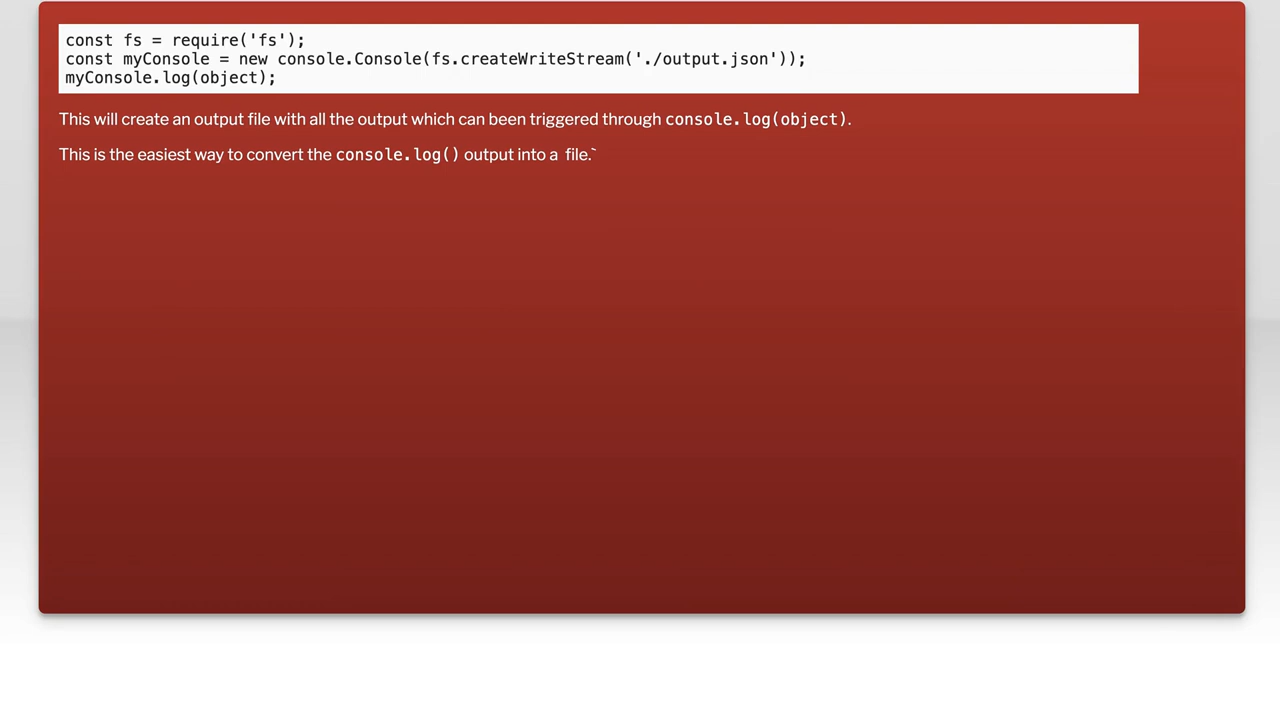 const fs = require('fs');
const myConsole = new console.Console(fs.createWriteStream('./output.json'));
myConsole.log(object);
This will create an output file with all the output which can been triggered through console.log(object).
This is the easiest way to convert the console.log() output into a  file.`